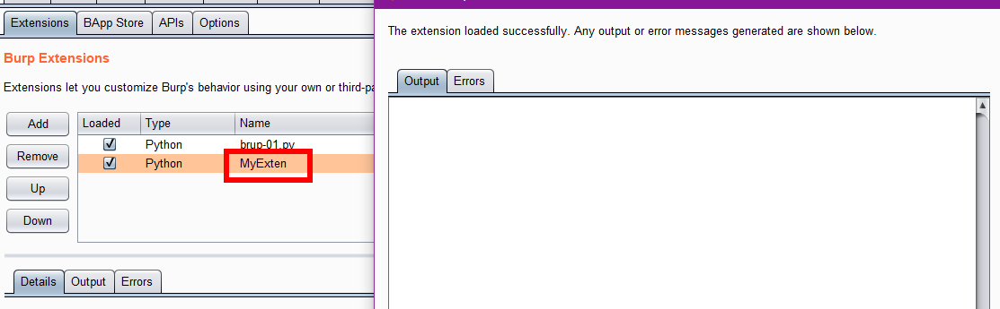 Extensions BApp Store APIs Options
Burp Extensions
Extensions let you customize Burp's behavior using your own or third-pa
Add
Remove
Up
Down
Loaded Type Name
Python brup-01.py
Python MyExten
Details Output Errors
The extension loaded successfully. Any output or error messages generated are shown below.
Output Errors